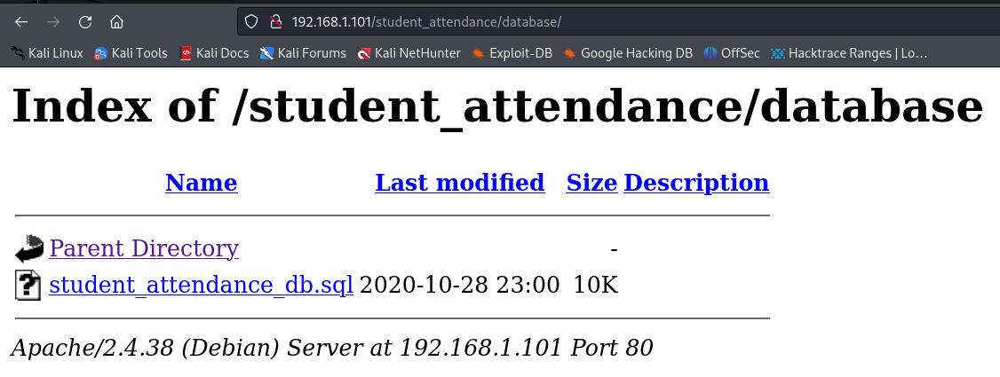 192.168.1.101/student_attendance/database/
Kali Linux Kali Tools Kali Docs Kali Forums Kali NetHunter Exploit-DB Google Hacking DB OffSec Hacktrace Ranges | Lo...
Index of /student_attendance/database
Name Last modified Size Description
Parent Directory -
student_attendance_db.sql 2020-10-28 23:00 10K
Apache/2.4.38 (Debian) Server at 192.168.1.101 Port 80